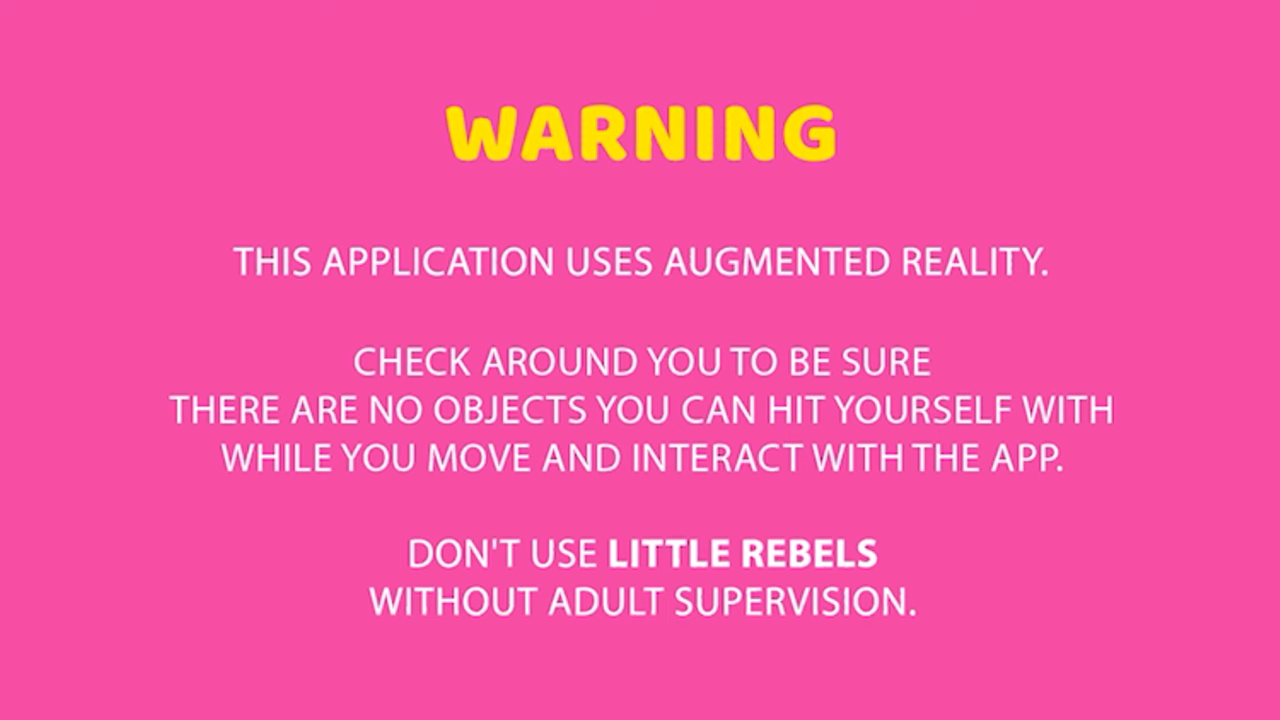 WARNING
THIS APPLICATION USES AUGMENTED REALITY.
CHECK AROUND YOU TO BE SURE
THERE ARE NO OBJECTS YOU CAN HIT YOURSELF WITH
WHILE YOU MOVE AND INTERACT WITH THE APP.
DON'T USE LITTLE REBELS
WITHOUT ADULT SUPERVISION.